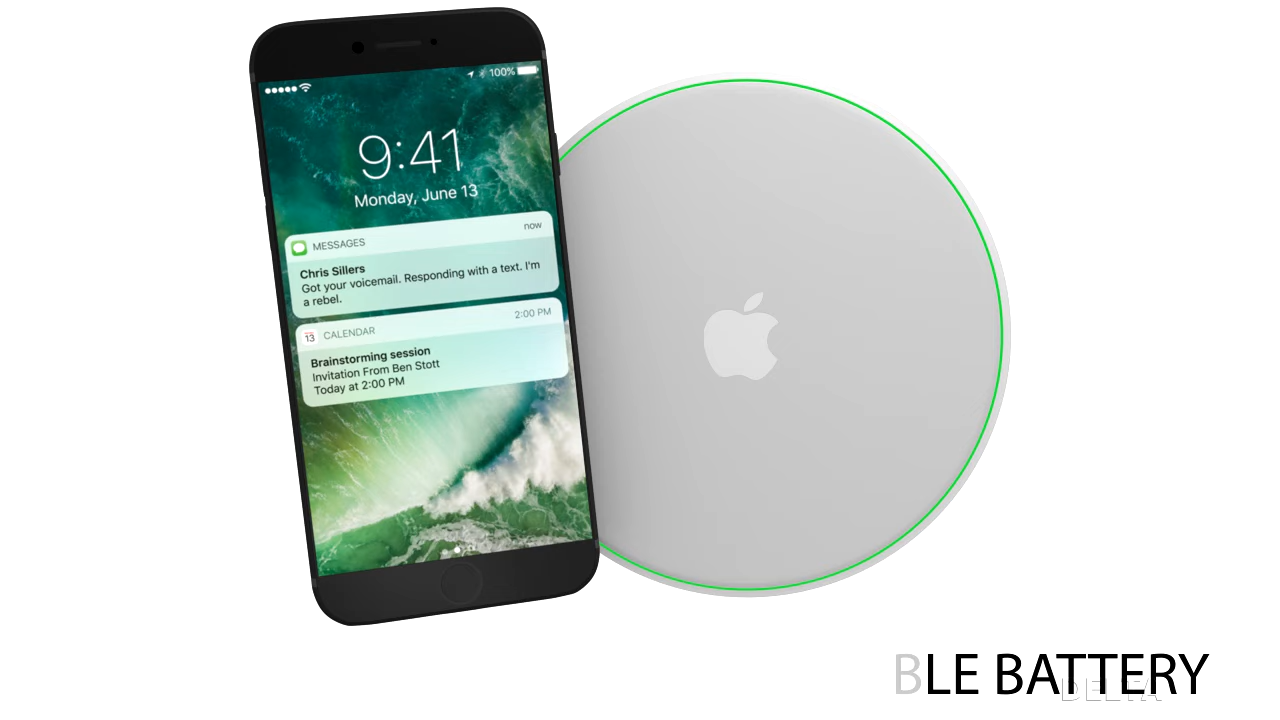 100%
9:41
Monday, June 13
MESSAGES now
Chris Sillers
Got your voicemail. Responding with a text. I'm
a rebel.
13 CALENDAR 2:00 PM
Brainstorming session
Invitation From Ben Stott
Today at 2:00 PM
BLE BATTERY
DELTA